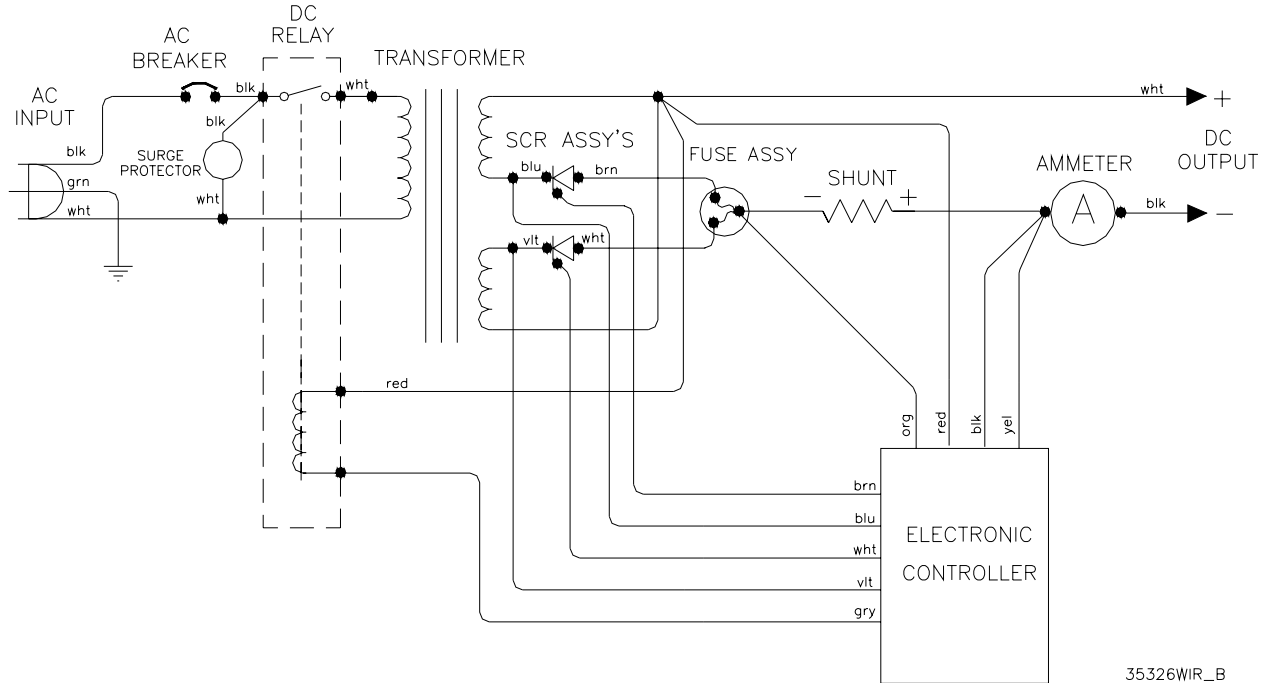 DC
RELAY
AC
BREAKER
TRANSFORMER
AC
INPUT
blk
wht
wht
+
blk
SURGE
PROTECTOR
SCR ASSY'S
FUSE ASSY
AMMETER
DC
OUTPUT
blk
grn
wht
wht
blu
brn
SHUNT
-
+
A
blk
-
vlt
wht
red
org
red
blk
yel
brn
blu
wht
vlt
gry
ELECTRONIC
CONTROLLER
35326WIR_B